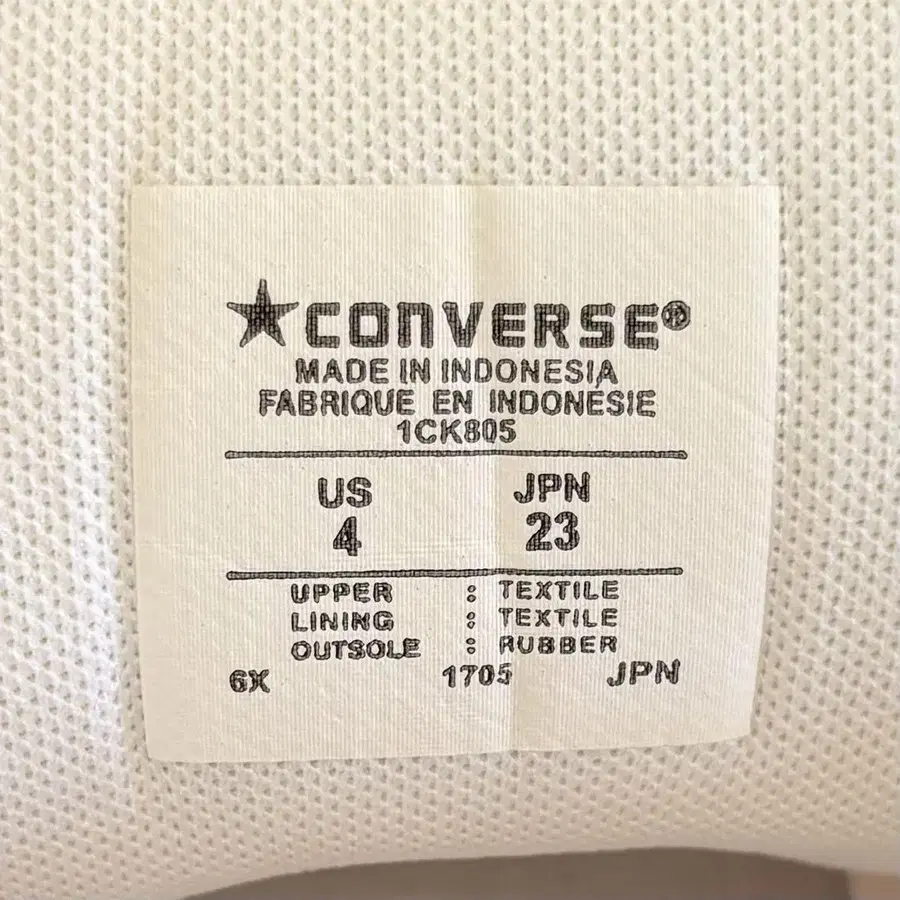 ★CONVERSE®
MADE IN INDONESIA
FABRIQUE EN INDONESIE
1CK805
US JPN
4 23
UPPER : TEXTILE
LINING : TEXTILE
OUTSOLE : RUBBER
6X 1705 JPN